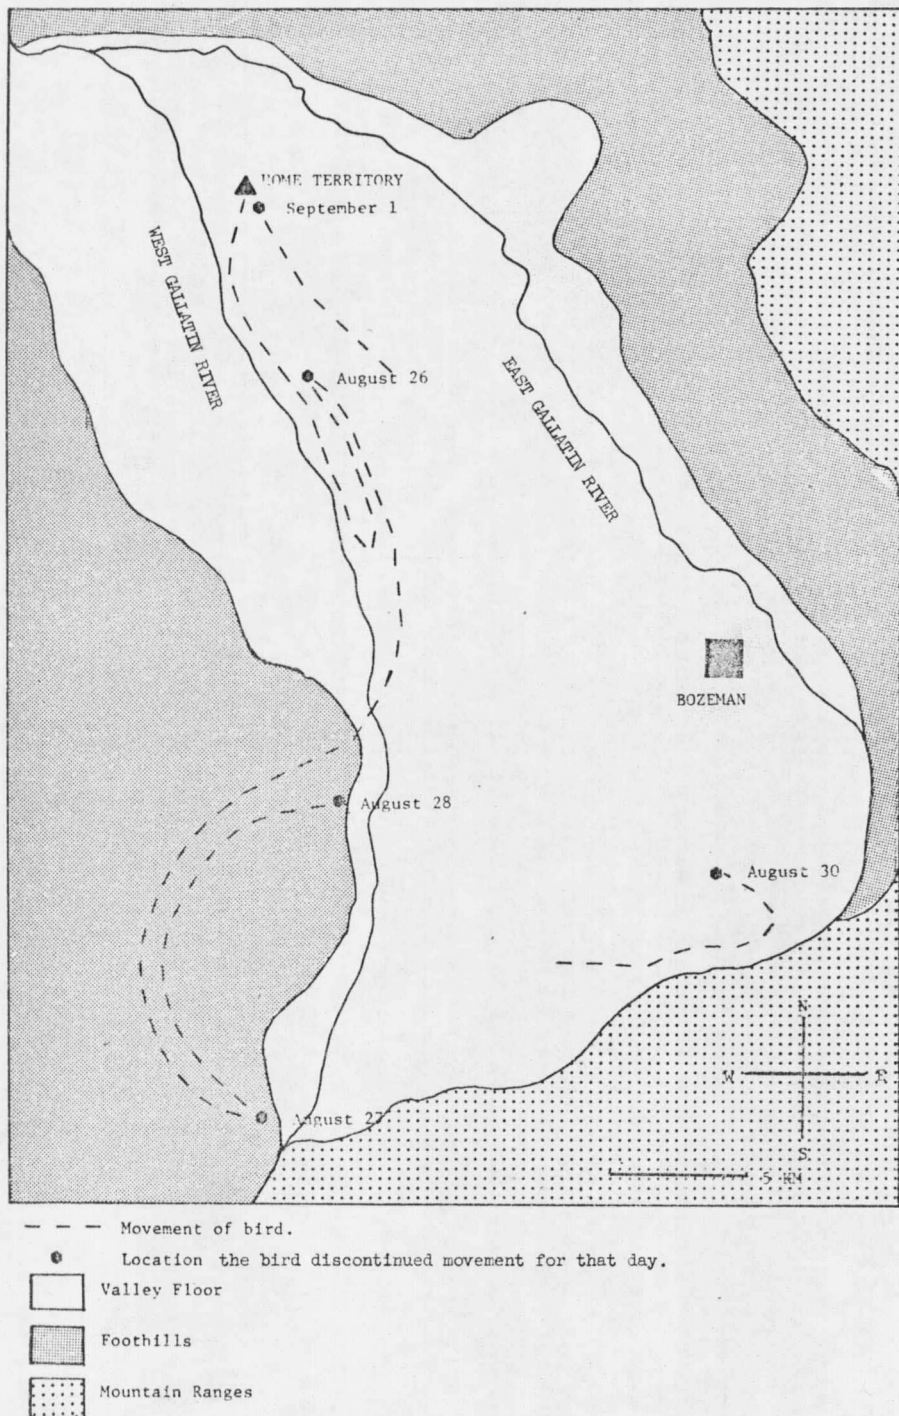 HOME TERRITORY
September 1
WEST GALLATIN RIVER
August 26
EAST GALLATIN RIVER
BOZEMAN
August 28
August 30
N
W E
August 27
S
5 KM
Movement of bird.
Location the bird discontinued movement for that day.
Valley Floor
Foothills
Mountain Ranges